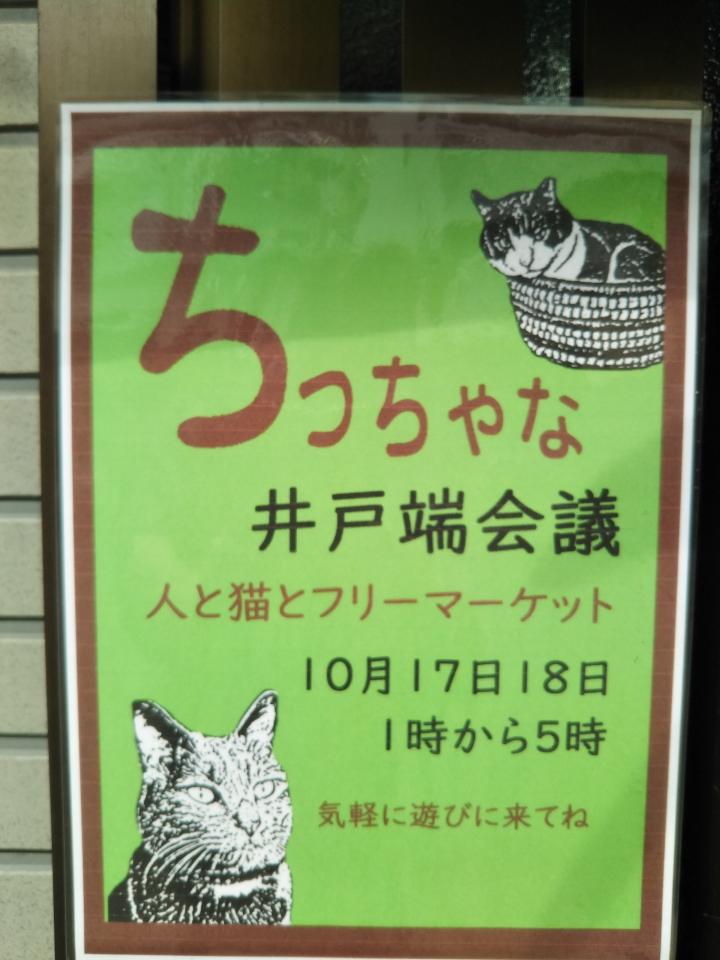 ちっちゃな
井戸端会議
人と猫とフリーマーケット
10月17日18日
1時から5時
気軽に遊びに来てね